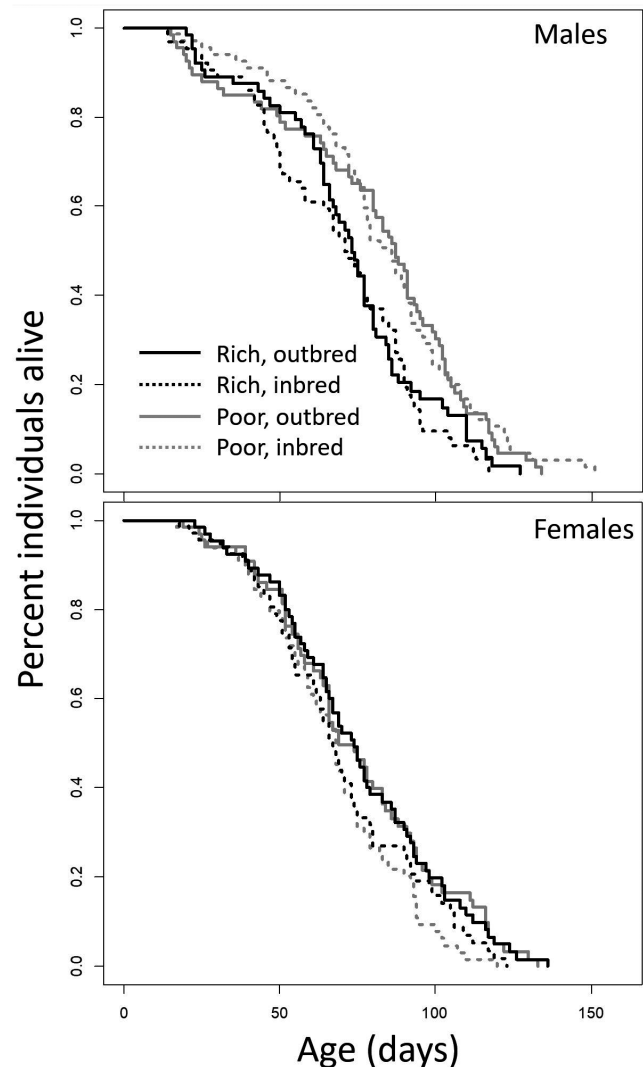 Males
1.0
0.8
0.6
0.4
0.2
0.0
Rich, outbred
Rich, inbred
Poor, outbred
Poor, inbred
Females
1.0
0.8
0.6
0.4
0.2
0.0
Percent individuals alive
0 50 100 150
Age (days)